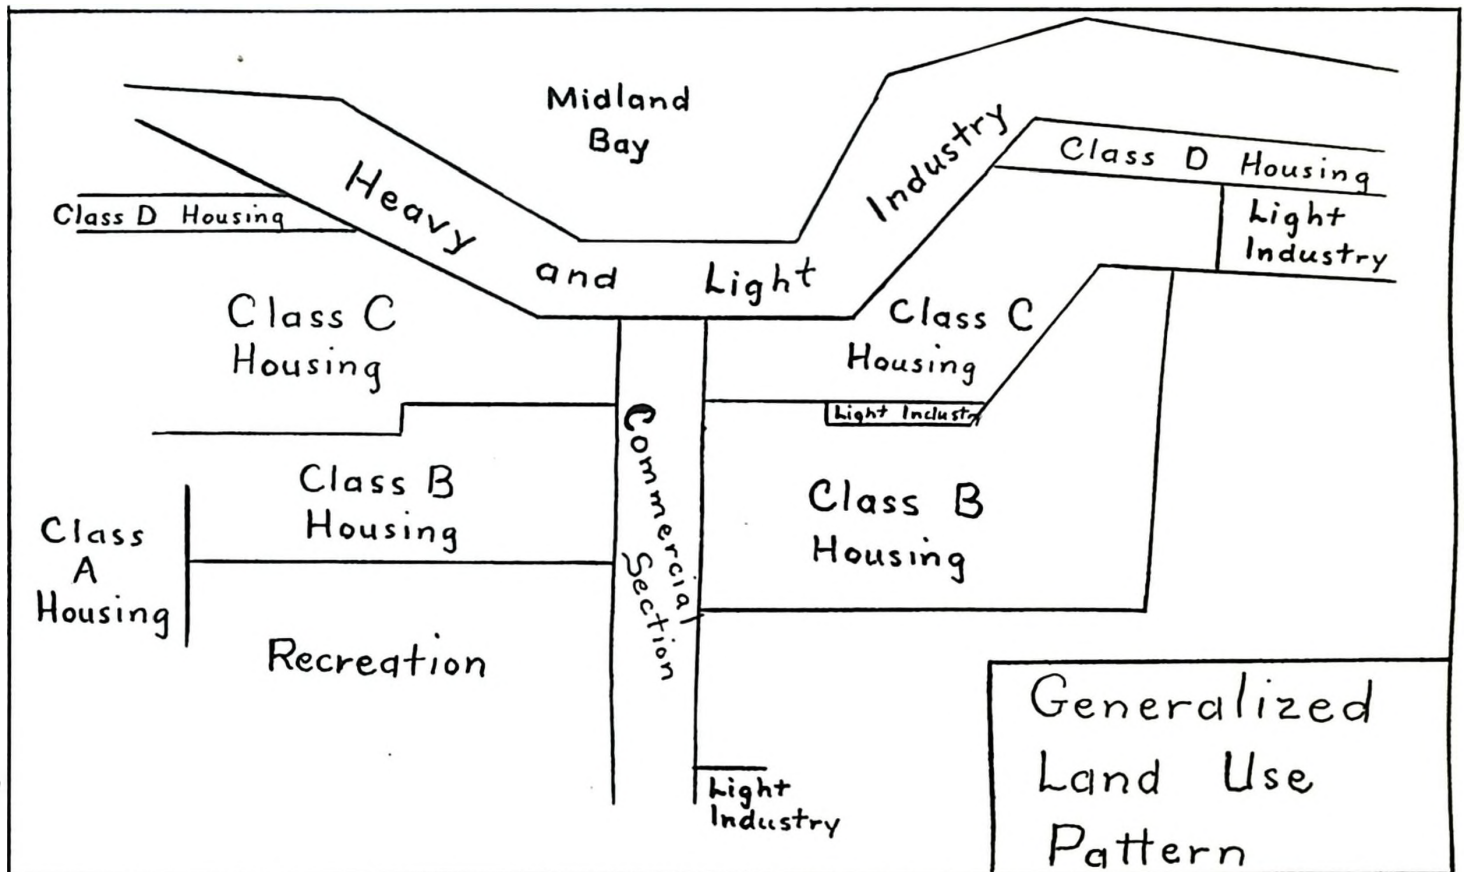 Midland
Bay
Heavy and Light Industry
Class D Housing
Class D Housing
Light
Industry
Class C
Housing
Class C
Housing
Light Industr
Commercial
Section
Class B
Housing
Class B
Housing
Class
A
Housing
Recreation
Light
Industry
Generalized
Land Use
Pattern